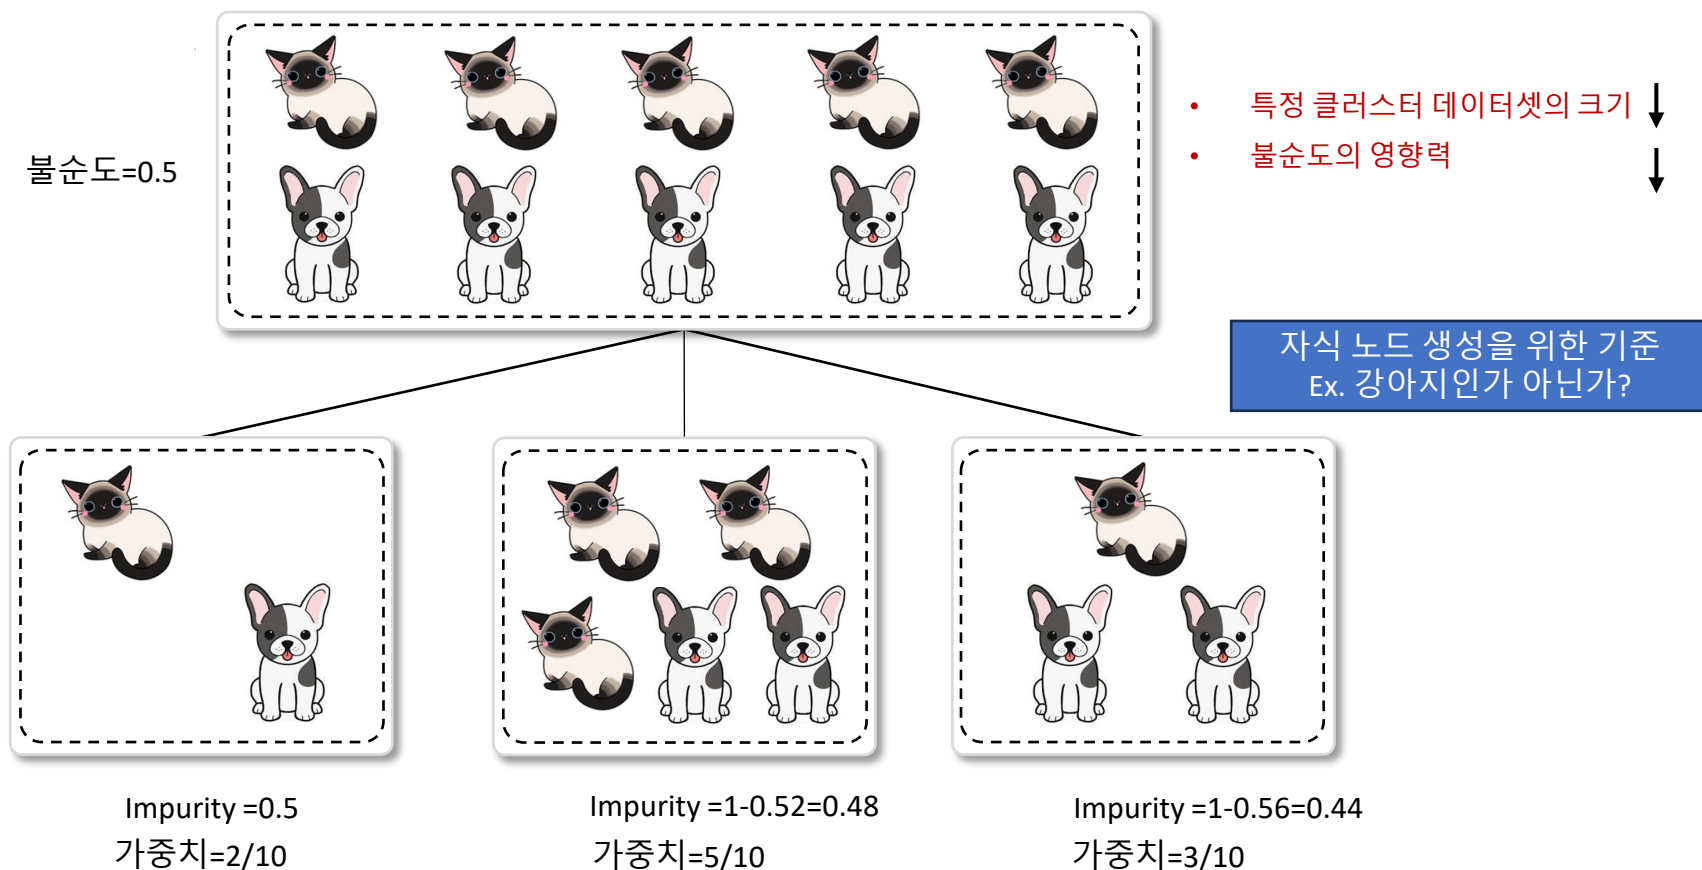 불순도=0.5
• 특정 클러스터 데이터셋의 크기
• 불순도의 영향력
자식 노드 생성을 위한 기준
Ex. 강아지인가 아닌가?
Impurity =0.5
가중치=2/10
Impurity =1-0.52=0.48
가중치=5/10
Impurity =1-0.56=0.44
가중치=3/10